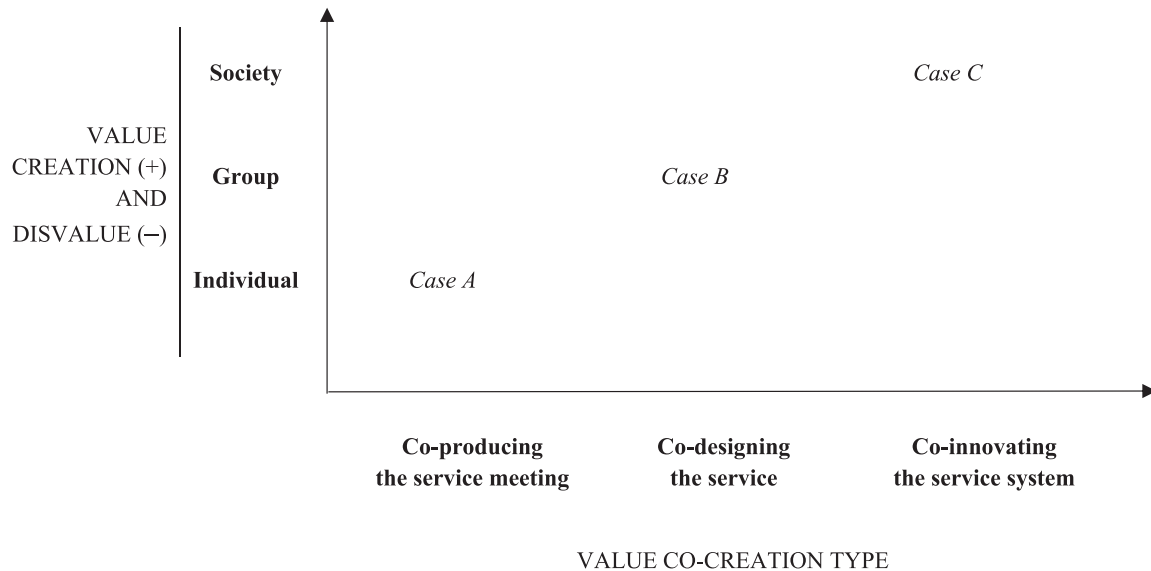 Society
Case C
VALUE
CREATION (+)
AND
DISVALUE (−)
Group
Case B
Individual
Case A
Co-producing
the service meeting
Co-designing
the service
Co-innovating
the service system
VALUE CO-CREATION TYPE